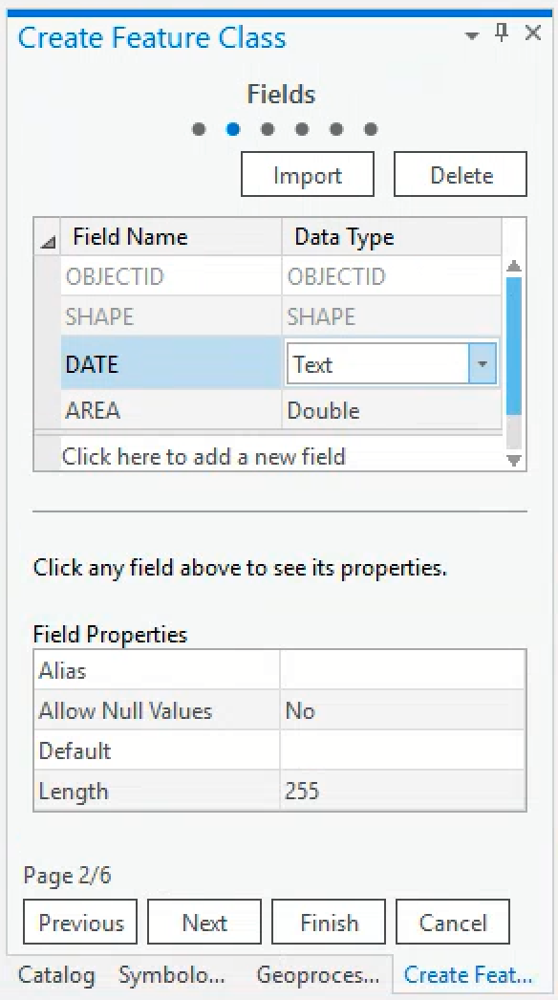 Create Feature Class
Fields
Import Delete
Field Name Data Type
OBJECTID OBJECTID
SHAPE SHAPE
DATE Text
AREA Double
Click here to add a new field
Click any field above to see its properties.
Field Properties
Alias
Allow Null Values No
Default
Length 255
Page 2/6
Previous Next Finish Cancel
Catalog Symbolo... Geoproces... Create Feat...